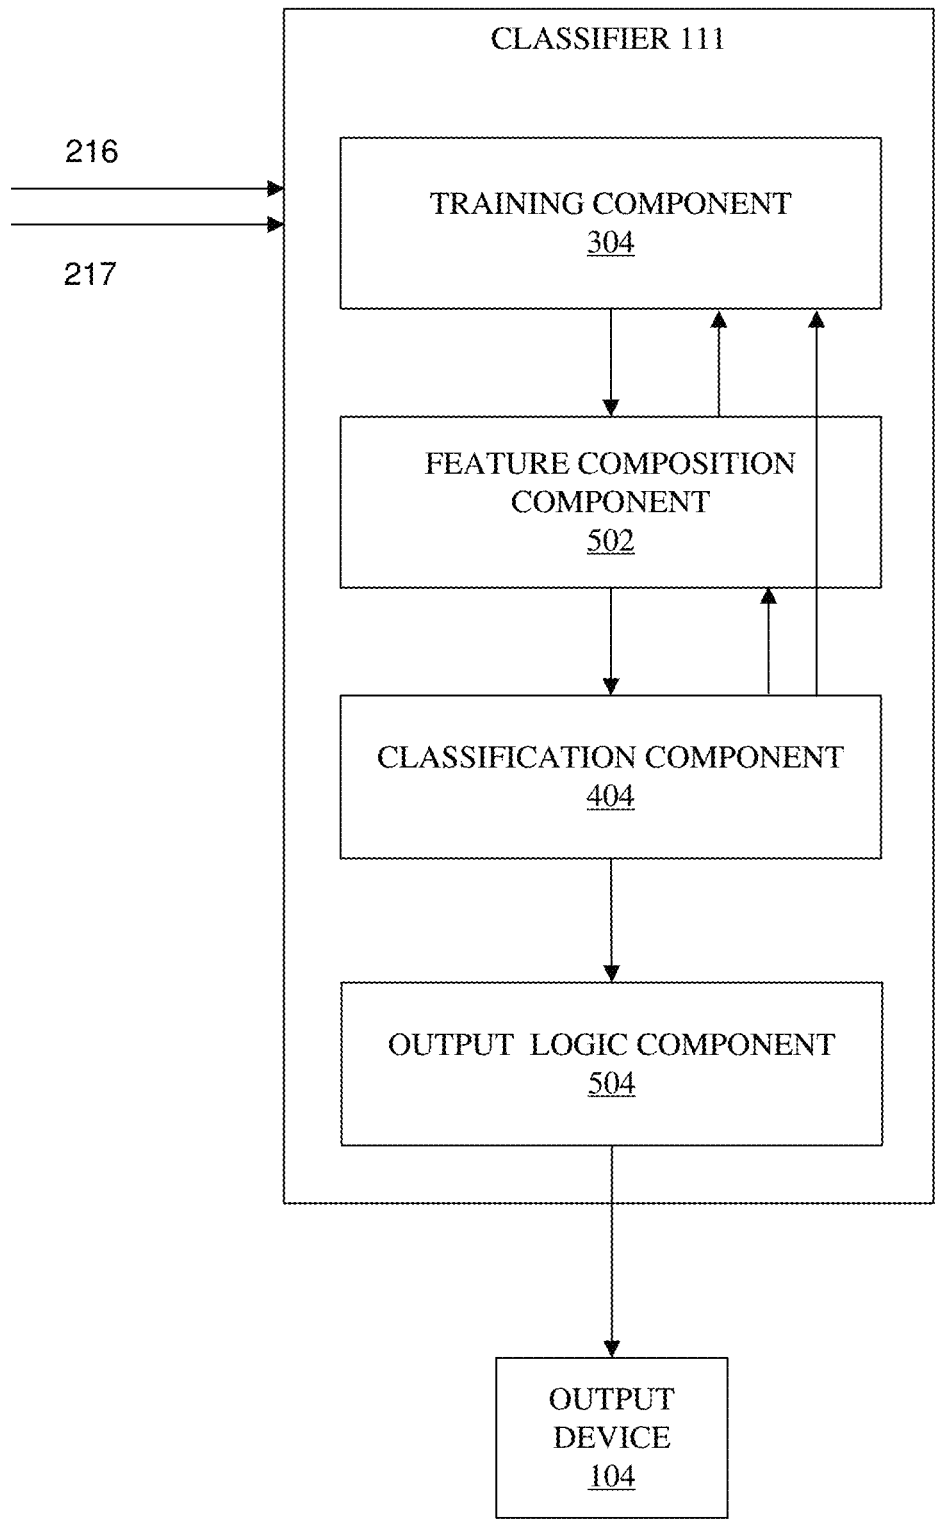 CLASSIFIER 111
216
217
TRAINING COMPONENT
304
FEATURE COMPOSITION
COMPONENT
502
CLASSIFICATION COMPONENT
404
OUTPUT LOGIC COMPONENT
504
OUTPUT
DEVICE
104